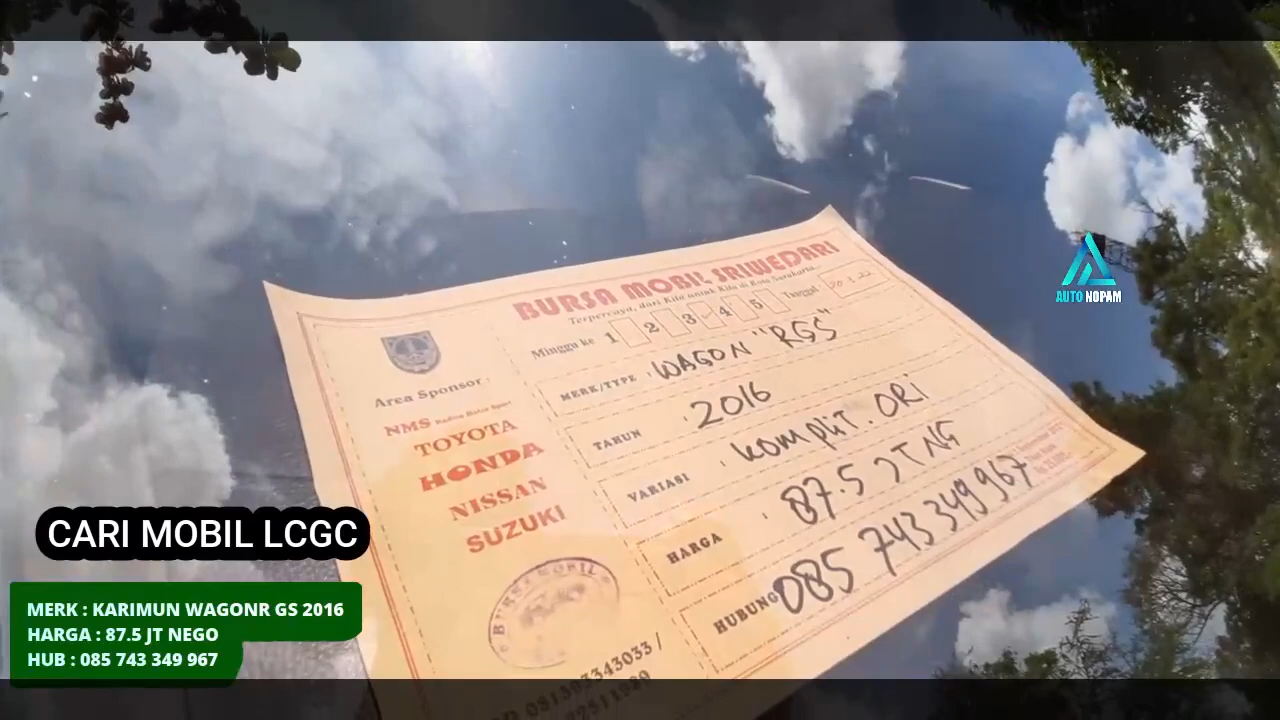 BURSA MOBIL SRIWEDARI
Terpercaya, dari Kita untuk Kita di Kota Surakarta...
Minggu ke 1 2 3 4 5 Tanggal
MERK/TYPE : WAGON "RGS"
TAHUN : 2016
VARIASI : KOMPLIT. ORI
HARGA : 87.5 JT NG
HUBUNG 085 743 349 967
Area Sponsor
NMS
TOYOTA
HONDA
NISSAN
SUZUKI
BURSA MOBIL
AUTO NOPAM
CARI MOBIL LCGC
MERK : KARIMUN WAGONR GS 2016
HARGA : 87.5 JT NEGO
HUB : 085 743 349 967